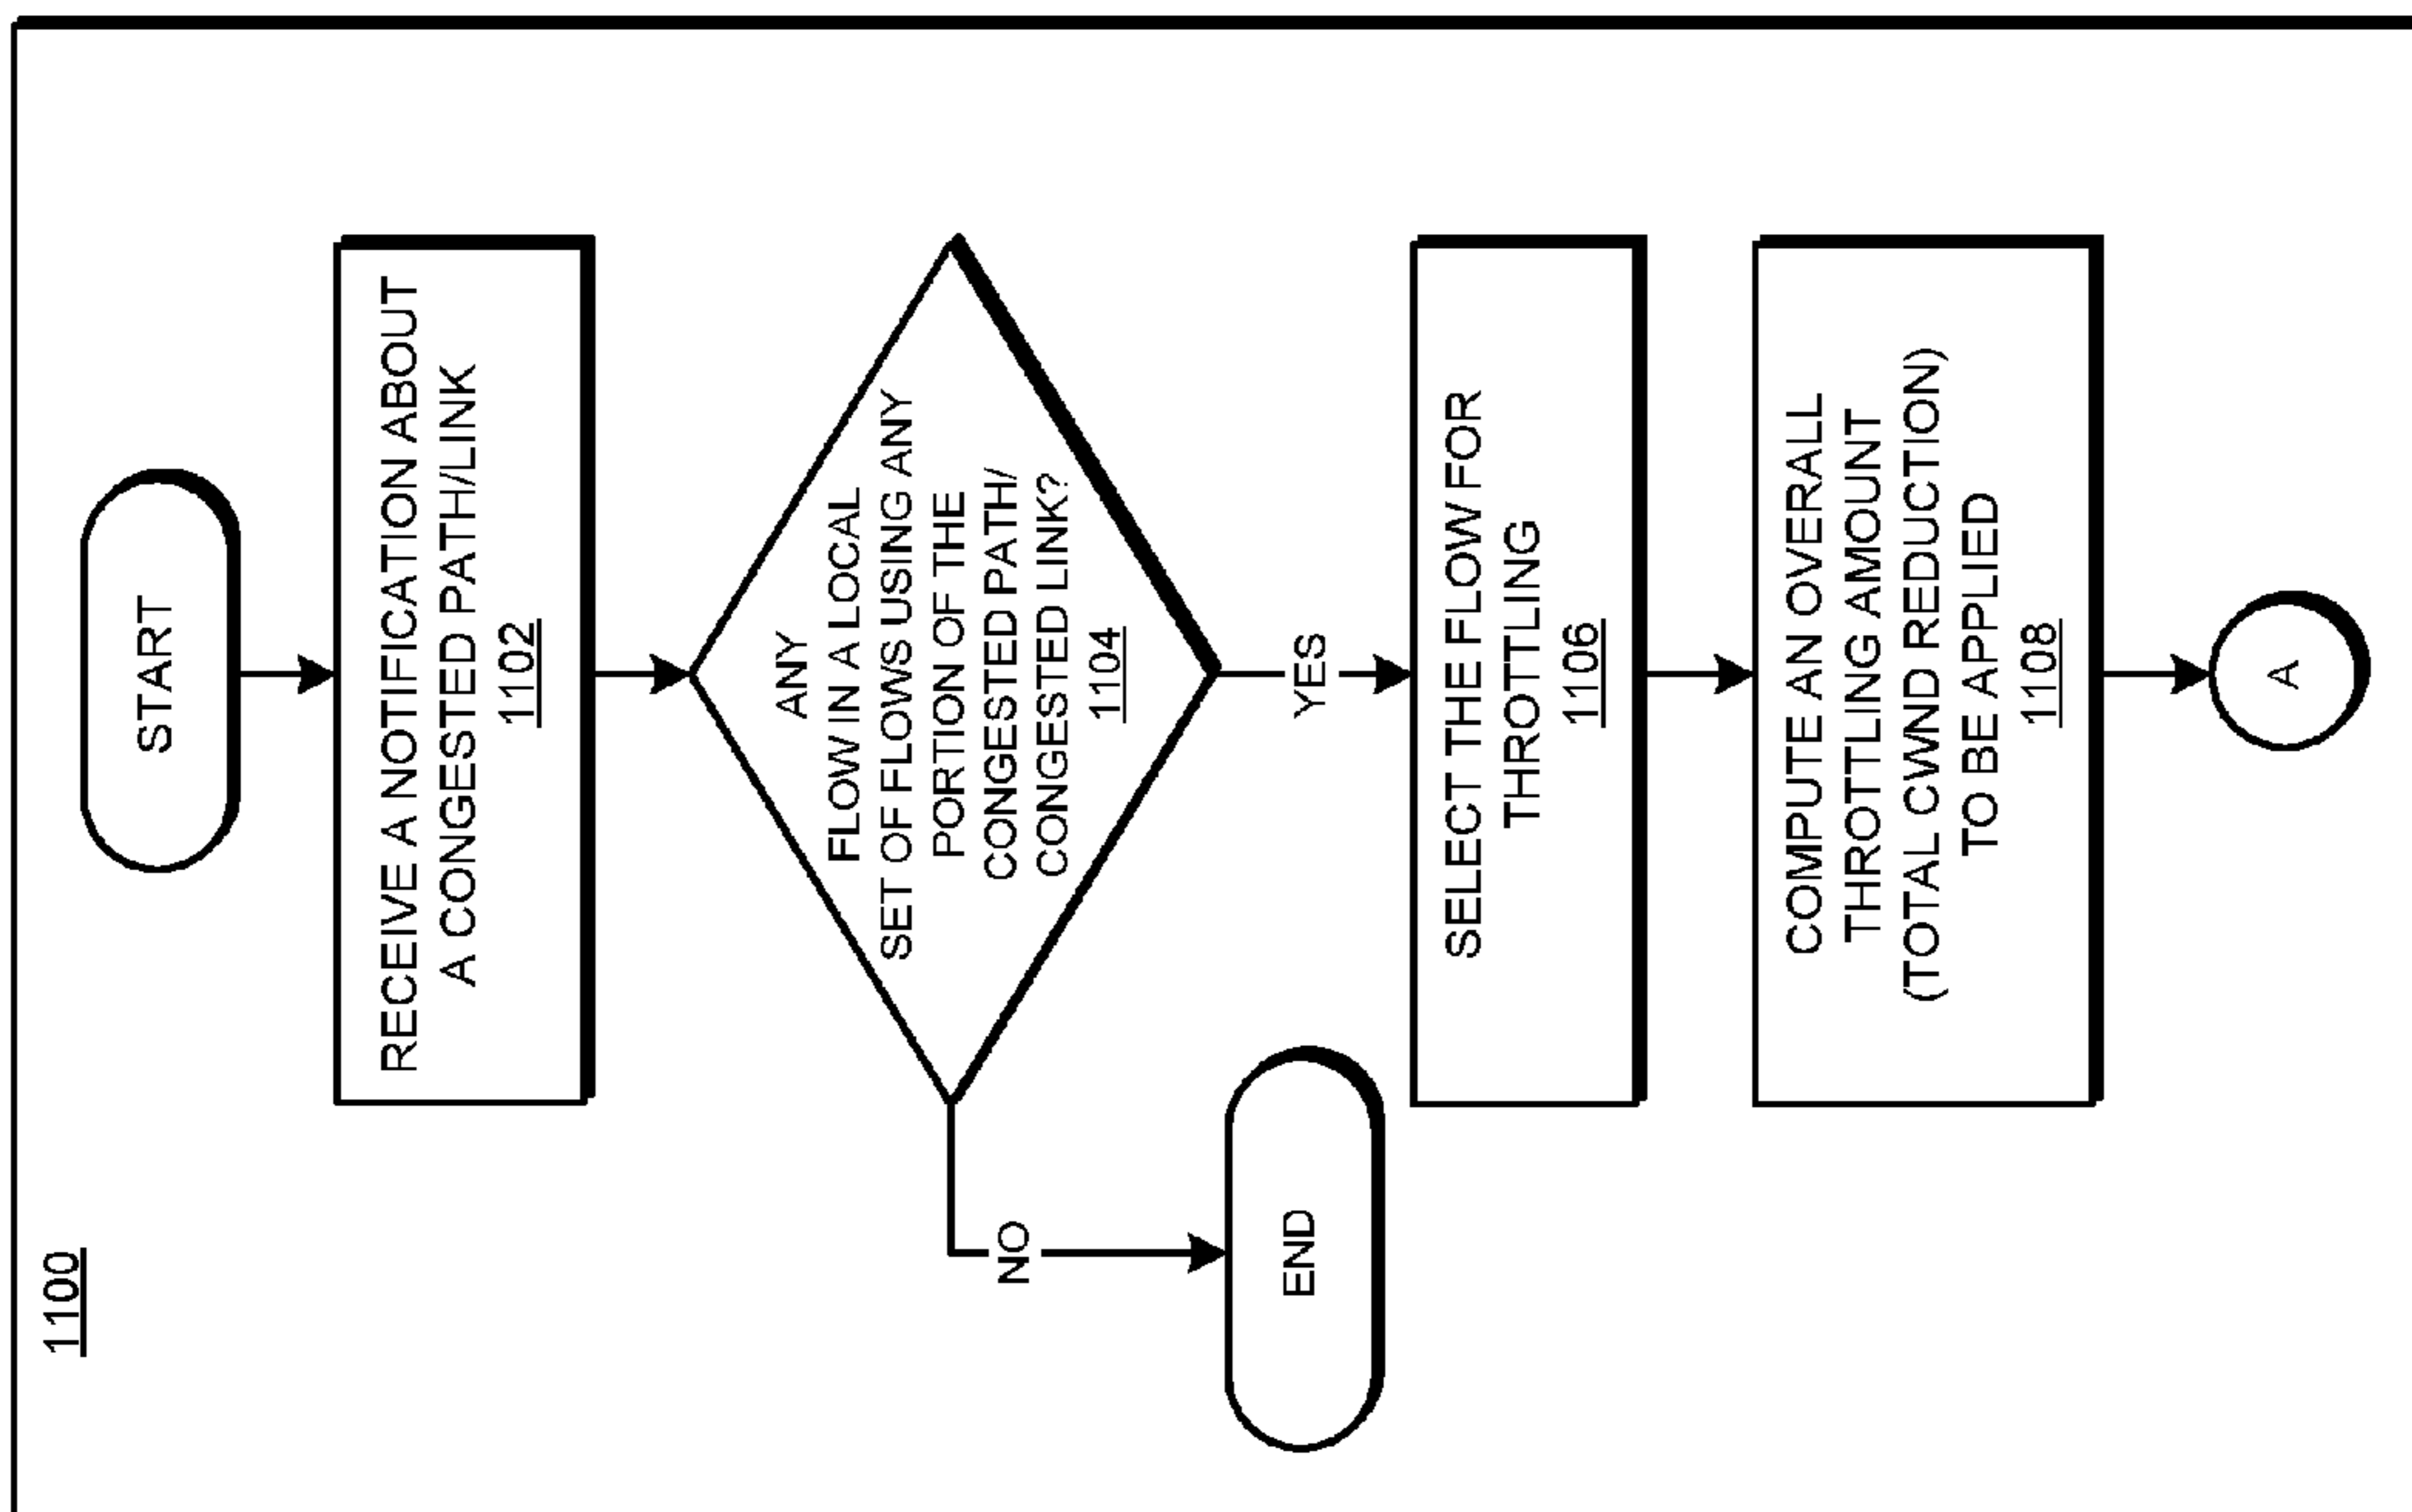 1100
START
RECEIVE A NOTIFICATION ABOUT
A CONGESTED PATH/LINK
1102
ANY
FLOW IN A LOCAL
SET OF FLOWS USING ANY
PORTION OF THE
CONGESTED PATH/
CONGESTED LINK?
1104
NO
END
YES
SELECT THE FLOW FOR
THROTTLING
1106
COMPUTE AN OVERALL
THROTTLING AMOUNT
(TOTAL CWND REDUCTION)
TO BE APPLIED
1108
A